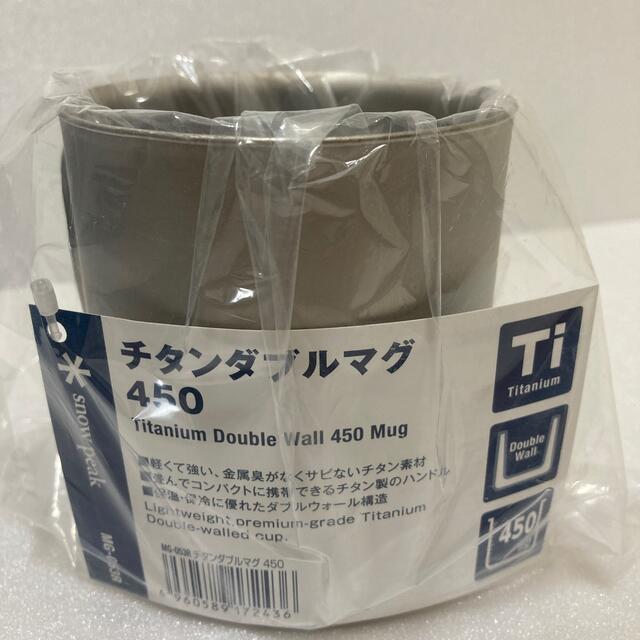 snow peak
チタンダブルマグ
450
Titanium Double Wall 450 Mug
■軽くて強い、金属臭がなくサビないチタン素材
■畳んでコンパクトに携帯できるチタン製のハンドル
■保温・保冷に優れたダブルウォール構造
Lightweight,premium-grade Titanium
Double-walled cup.
MG-053R チタンダブルマグ 450
4 960589 172436
Ti
Titanium
Double
Wall
450